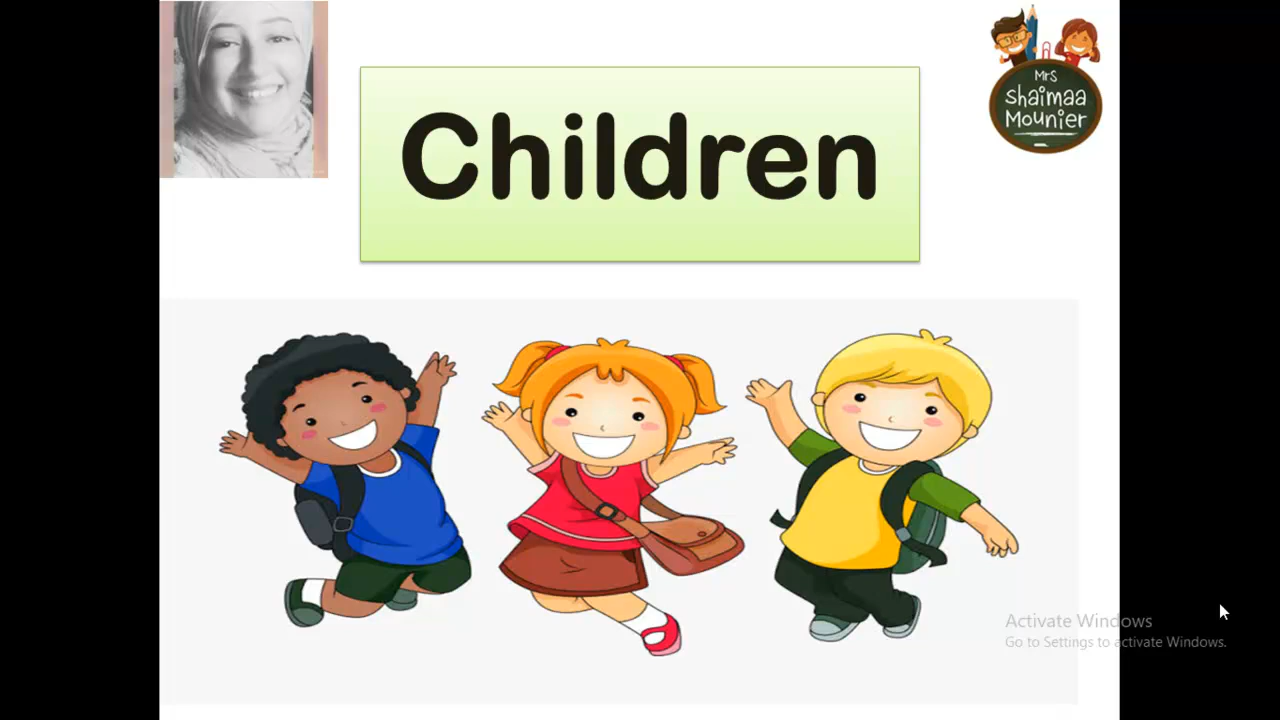 Children
Mrs
Shaimaa
Mounier
Activate Windows
Go to Settings to activate Windows.